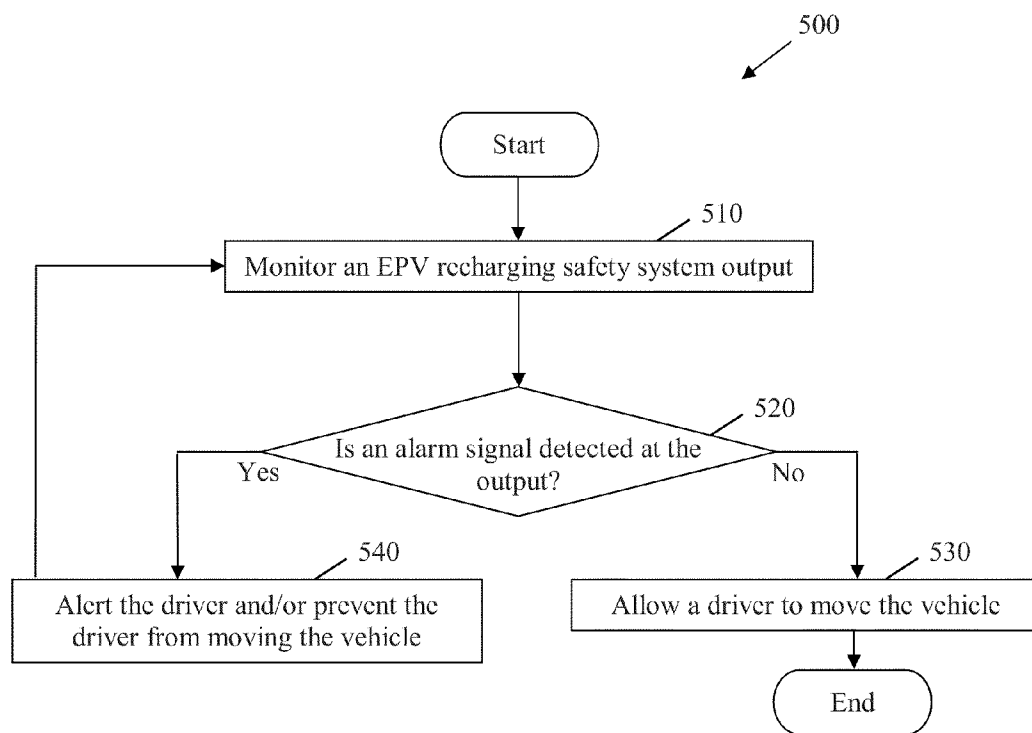 500
Start
510
Monitor an EPV recharging safety system output
520
Is an alarm signal detected at the
output?
Yes
No
540
530
Alert the driver and/or prevent the
driver from moving the vehicle
Allow a driver to move the vehicle
End